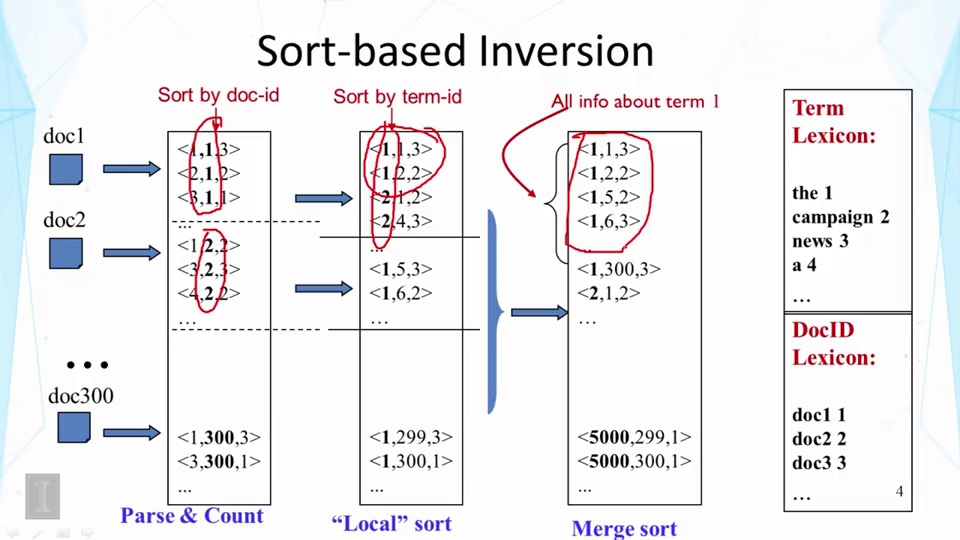 Sort-based Inversion
Sort by doc-id
Sort by term-id
All info about term 1
doc1
doc2
...
doc300
<1,1,3>
<2,1,2>
<3,1,1>
...
<1,2,2>
<3,2,3>
<4,2,2>
...
<1,300,3>
<3,300,1>
...
Parse & Count
<1,1,3>
<1,2,2>
<2,1,2>
<2,4,3>
...
<1,5,3>
<1,6,2>
...
<1,299,3>
<1,300,1>
...
“Local” sort
<1,1,3>
<1,2,2>
<1,5,2>
<1,6,3>
...
<1,300,3>
<2,1,2>
...
<5000,299,1>
<5000,300,1>
...
Merge sort
Term
Lexicon:
the 1
campaign 2
news 3
a 4
...
DocID
Lexicon:
doc1 1
doc2 2
doc3 3
...
4